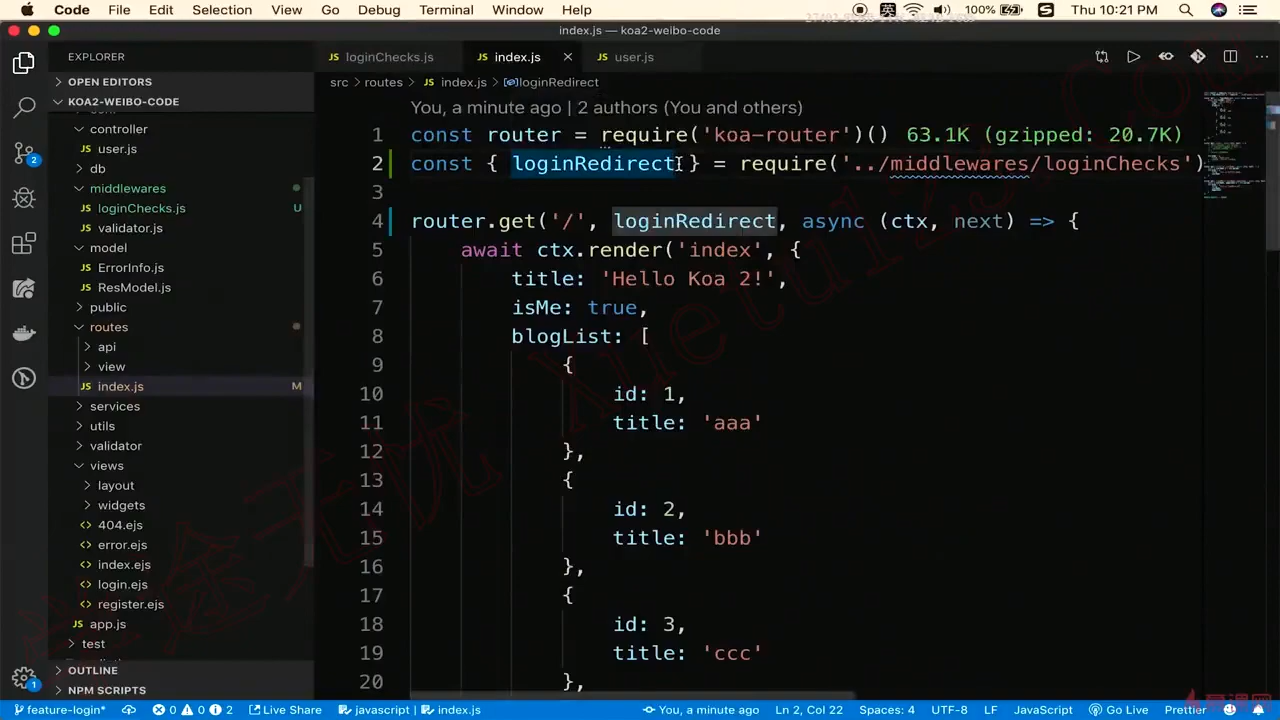 Code File Edit Selection View Go Debug Terminal Window Help 英 100% Thu 10:21 PM
index.js — koa2-weibo-code
EXPLORER
OPEN EDITORS
KOA2-WEIBO-CODE
controller
user.js
db
middlewares
loginChecks.js U
validator.js
model
ErrorInfo.js
ResModel.js
public
routes
api
view
index.js M
services
utils
validator
views
layout
widgets
404.ejs
error.ejs
index.ejs
login.ejs
register.ejs
app.js
test
OUTLINE
NPM SCRIPTS
2
1
JS loginChecks.js JS index.js JS user.js
src > routes > JS index.js > loginRedirect
You, a minute ago | 2 authors (You and others)
1 const router = require('koa-router')() 63.1K (gzipped: 20.7K)
2 const { loginRedirect } = require('../middlewares/loginChecks')
3
4 router.get('/', loginRedirect, async (ctx, next) => {
5 await ctx.render('index', {
6 title: 'Hello Koa 2!',
7 isMe: true,
8 blogList: [
9 {
10 id: 1,
11 title: 'aaa'
12 },
13 {
14 id: 2,
15 title: 'bbb'
16 },
17 {
18 id: 3,
19 title: 'ccc'
20 },
feature-login* 0 0 2 Live Share javascript | index.js You, a minute ago Ln 2, Col 22 Spaces: 4 UTF-8 LF JavaScript Go Live Prettier